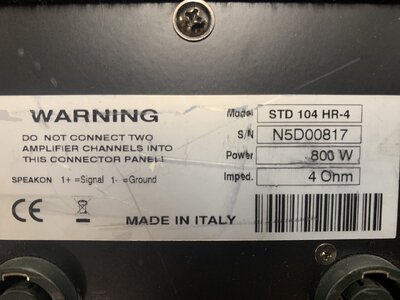 WARNING
DO NOT CONNECT TWO
AMPLIFIER CHANNELS INTO
THIS CONNECTOR PANEL!
SPEAKON 1+ =Signal 1- =Ground
CE
MADE IN ITALY
Model STD 104 HR-4
S/N N5D00817
Power 800 W
Imped. 4 Ohm